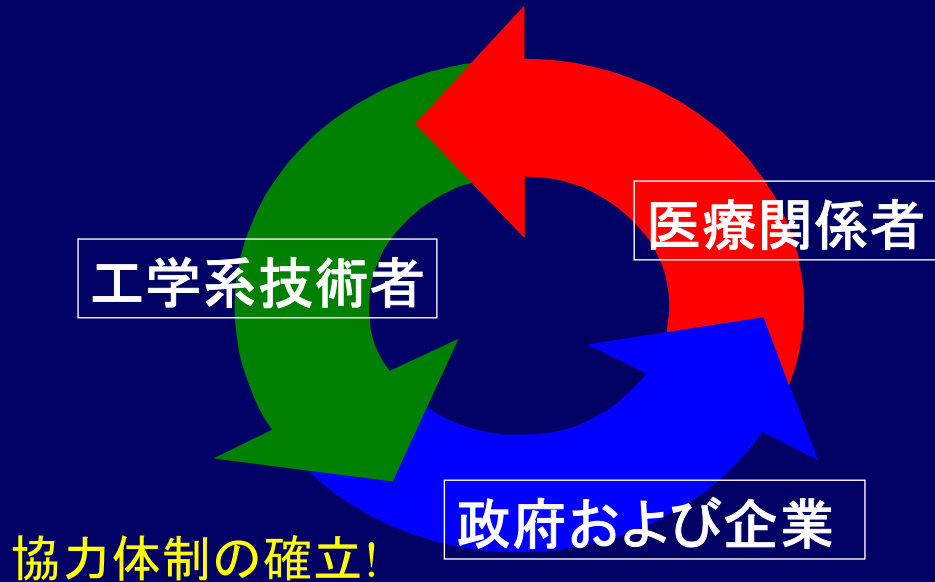 医療関係者
工学系技術者
政府および企業
協力体制の確立!